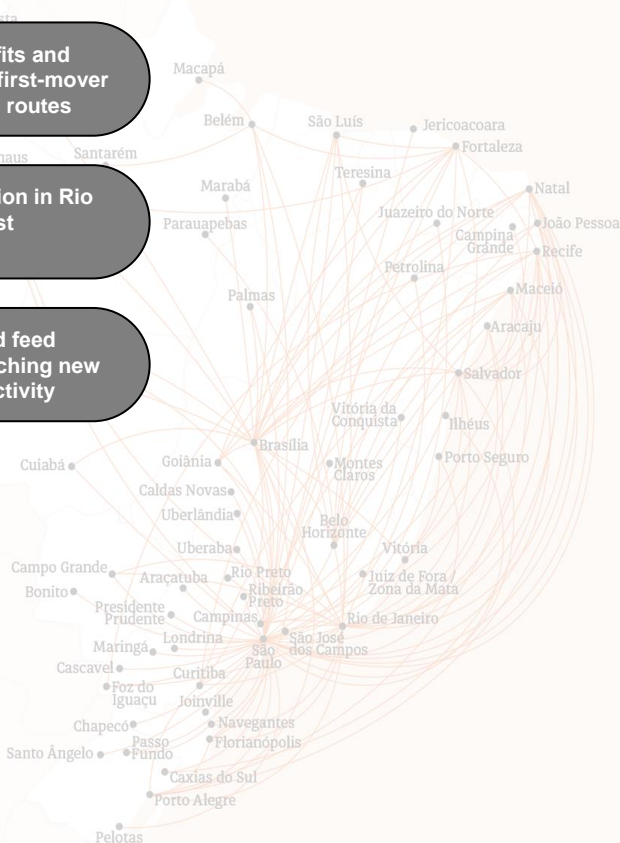 and
first-mover
routes
in Rio
feed
new
Macapá
Belém
São Luís
Jericoacoara
Fortaleza
Santarém
Teresina
Marabá
Natal
Juazeiro do Norte
João Pessoa
Parauapebas
Campina
Grande
Recife
Petrolina
Maceió
Palmas
Aracaju
Salvador
Vitória da
Conquista
Ilhéus
Brasília
Porto Seguro
Cuiabá
Goiânia
Montes
Claros
Caldas Novas
Uberlândia
Belo
Horizonte
Uberaba
Vitória
Campo Grande
Araçatuba
Rio Preto
Juiz de Fora /
Zona da Mata
Bonito
Ribeirão
Preto
Presidente
Prudente
Campinas
Rio de Janeiro
Londrina
São José
dos Campos
Maringá
São
Paulo
Cascavel
Curitiba
Foz do
Iguaçu
Joinville
Chapecó
Navegantes
Santo Ângelo
Passo
Fundo
Florianópolis
Caxias do Sul
Porto Alegre
Pelotas